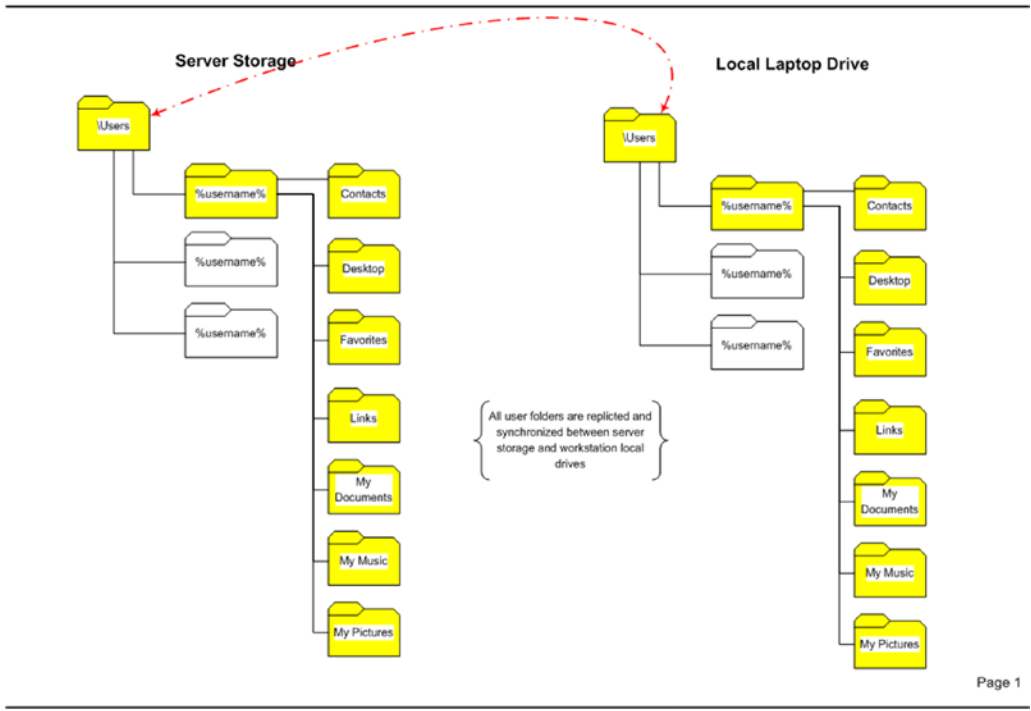 Server Storage
Local Laptop Drive
\Users
%username%
%username%
%username%
Contacts
Desktop
Favorites
Links
My
Documents
My Music
My Pictures
All user folders are replicted and
synchronized between server
storage and workstation local
drives
\Users
%username%
%username%
%username%
Contacts
Desktop
Favorites
Links
My
Documents
My Music
My Pictures
Page 1